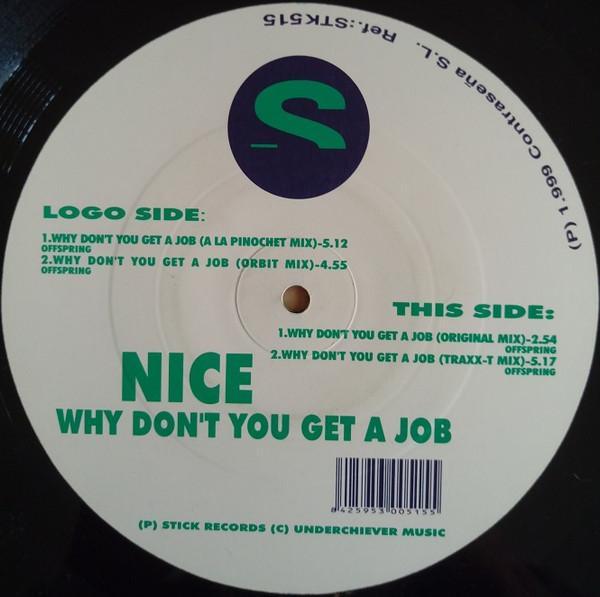 (P) 1.999 Contraseña S.L. Ref.:STK515
S
LOGO SIDE:
1.WHY DON'T YOU GET A JOB (A LA PINOCHET MIX)-5.12
OFFSPRING
2.WHY DON'T YOU GET A JOB (ORBIT MIX)-4.55
OFFSPRING
THIS SIDE:
1.WHY DON'T YOU GET A JOB (ORIGINAL MIX)-2.54
OFFSPRING
2.WHY DON'T YOU GET A JOB (TRAXX-T MIX)-5.17
OFFSPRING
NICE
WHY DON'T YOU GET A JOB
8 425953 005155
(P) STICK RECORDS (C) UNDERCHIEVER MUSIC